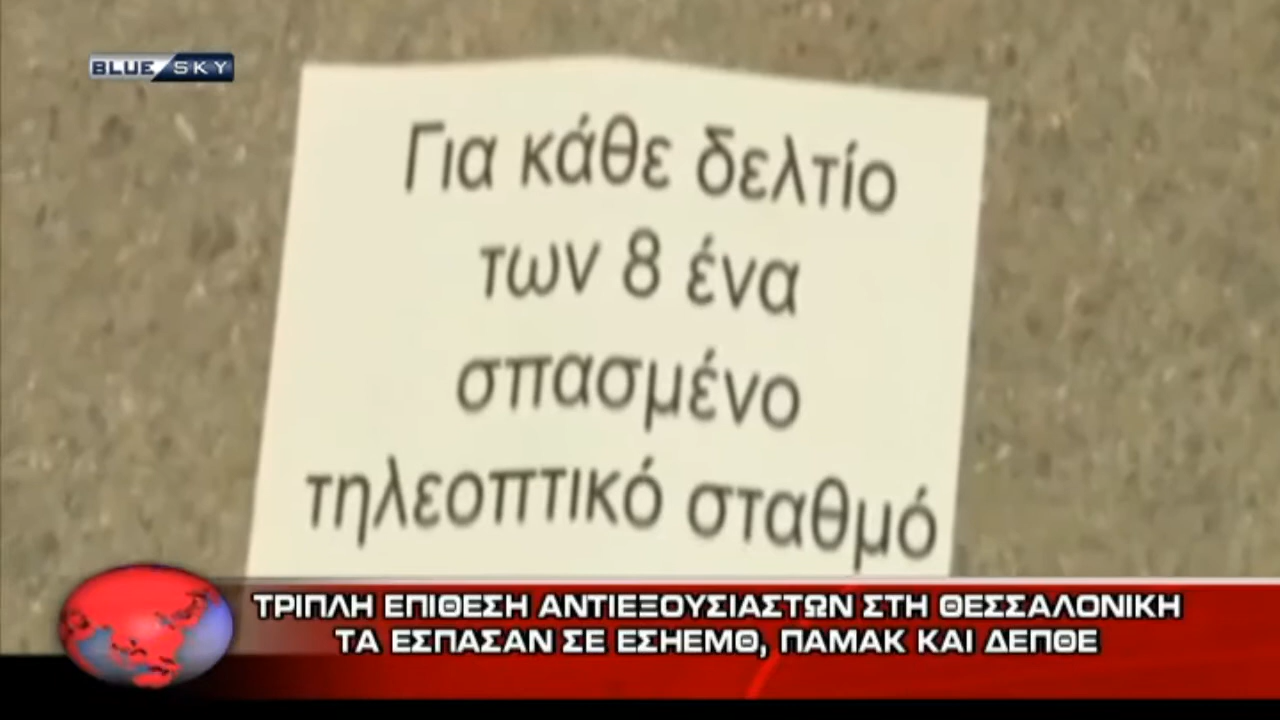 BLUE SKY
Για κάθε δελτίο
των 8 ένα
σπασμένο
τηλεοπτικό σταθμό
ΤΡΙΠΛΗ ΕΠΙΘΕΣΗ ΑΝΤΙΕΞΟΥΣΙΑΣΤΩΝ ΣΤΗ ΘΕΣΣΑΛΟΝΙΚΗ
ΤΑ ΕΣΠΑΣΑΝ ΣΕ ΕΣΗΕΜΘ, ΠΑΜΑΚ ΚΑΙ ΔΕΠΘΕ